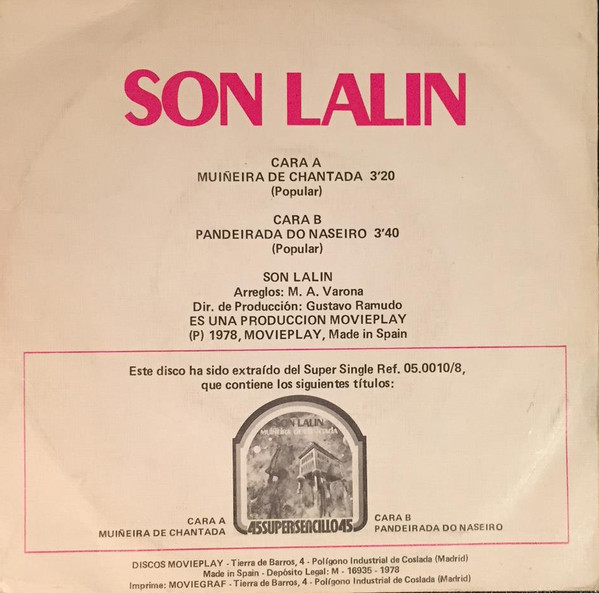 SON LALIN
CARA A
MUIÑEIRA DE CHANTADA 3'20
(Popular)
CARA B
PANDEIRADA DO NASEIRO 3'40
(Popular)
SON LALIN
Arreglos: M. A. Varona
Dir. de Producción: Gustavo Ramudo
ES UNA PRODUCCION MOVIEPLAY
(P) 1978, MOVIEPLAY, Made in Spain
Este disco ha sido extraído del Super Single Ref. 05.0010/8,
que contiene los siguientes títulos:
SON LALIN
MUIÑEIRA DE CHANTADA
45SUPERSENCILLO45
CARA A
MUIÑEIRA DE CHANTADA
CARA B
PANDEIRADA DO NASEIRO
DISCOS MOVIEPLAY - Tierra de Barros, 4 - Polígono Industrial de Coslada (Madrid)
Made in Spain - Depósito Legal: M - 16935 - 1978
Imprime: MOVIEGRAF - Tierra de Barros, 4 - Polígono Industrial de Coslada (Madrid)